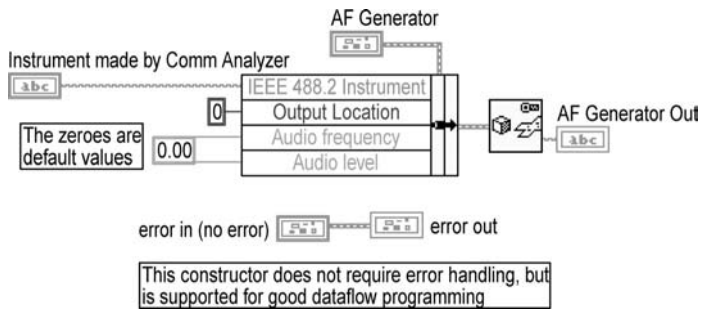 AF Generator
Instrument made by Comm Analyzer
abc
IEEE 488.2 Instrument
0
Output Location
Audio frequency
Audio level
The zeroes are
default values
0.00
AF Generator Out
abc
error in (no error)
error out
This constructor does not require error handling, but
is supported for good dataflow programming